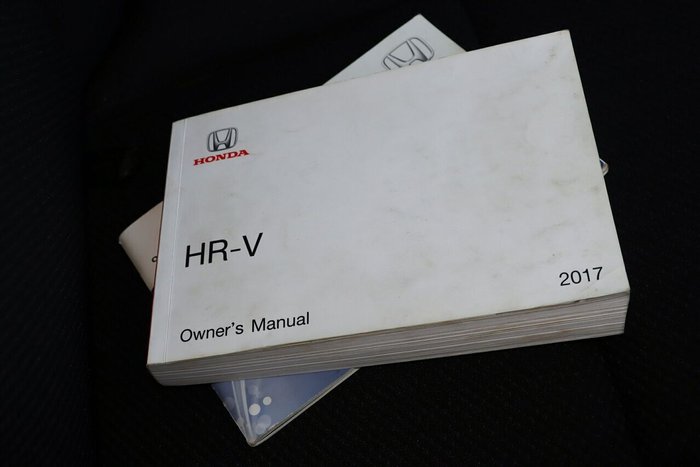 HONDA
HR-V
2017
Owner's Manual